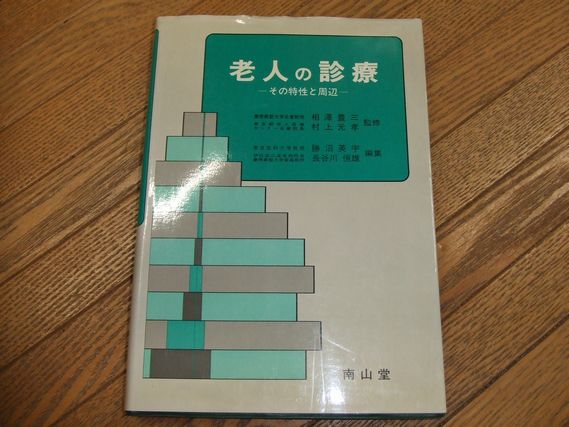 老人の診療
―その特性と周辺―
相澤豊三
村上元孝
監修
勝沼英宇
長谷川恒雄
編集
南山堂